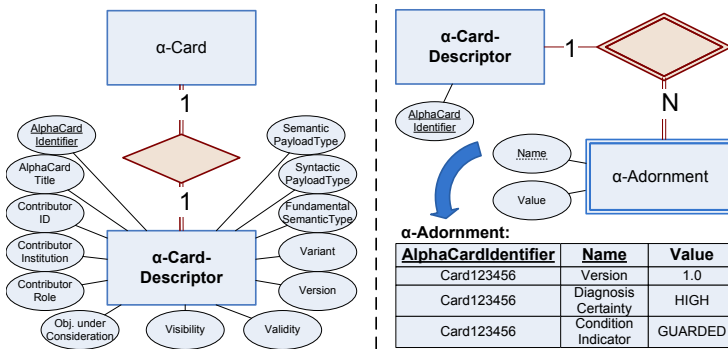 α-Card
1
1
AlphaCard
Identifier
AlphaCard
Title
Contributor
ID
Contributor
Institution
Contributor
Role
Obj. under
Consideration
Visibility
Validity
Version
Variant
Fundamental
SemanticType
Syntactic
PayloadType
Semantic
PayloadType
α-Card-
Descriptor
α-Card-
Descriptor
1
N
AlphaCard
Identifier
Name
Value
α-Adornment
α-Adornment:
AlphaCardIdentifier Name Value
Card123456 Version 1.0
Card123456 Diagnosis Certainty HIGH
Card123456 Condition Indicator GUARDED